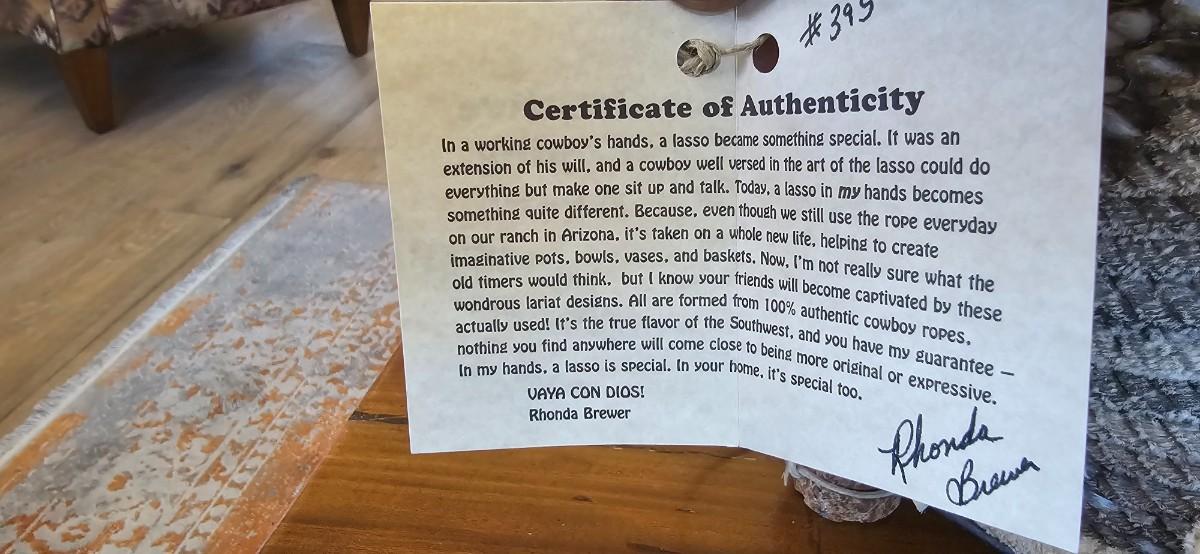 #395
Certificate of Authenticity
In a working cowboy's hands, a lasso became something special. It was an
extension of his will, and a cowboy well versed in the art of the lasso could do
everything but make one sit up and talk. Today, a lasso in my hands becomes
something quite different. Because, even though we still use the rope everyday
on our ranch in Arizona, it's taken on a whole new life, helping to create
imaginative pots, bowls, vases, and baskets. Now, I'm not really sure what the
old timers would think, but I know your friends will become captivated by these
wondrous lariat designs. All are formed from 100% authentic cowboy ropes,
actually used! It's the true flavor of the Southwest, and you have my guarantee —
nothing you find anywhere will come close to being more original or expressive.
In my hands, a lasso is special. In your home, it's special too.
VAYA CON DIOS!
Rhonda Brewer
Rhonda
Brewer